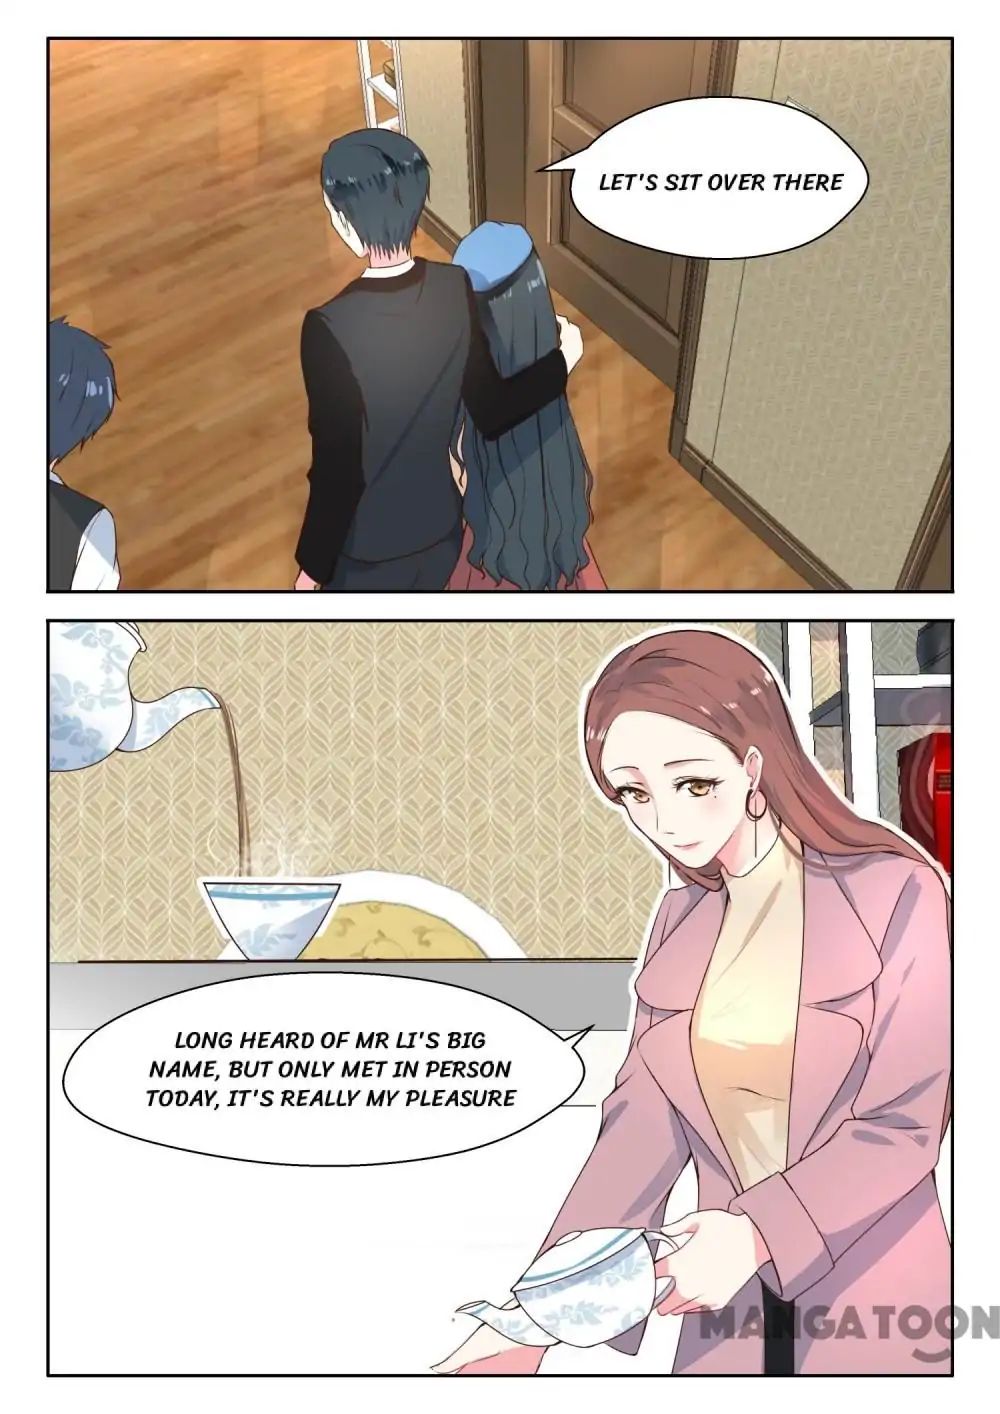 LET'S SIT OVER THERE
LONG HEARD OF MR LI'S BIG
NAME, BUT ONLY MET IN PERSON
TODAY, IT'S REALLY MY PLEASURE
MANGATOON